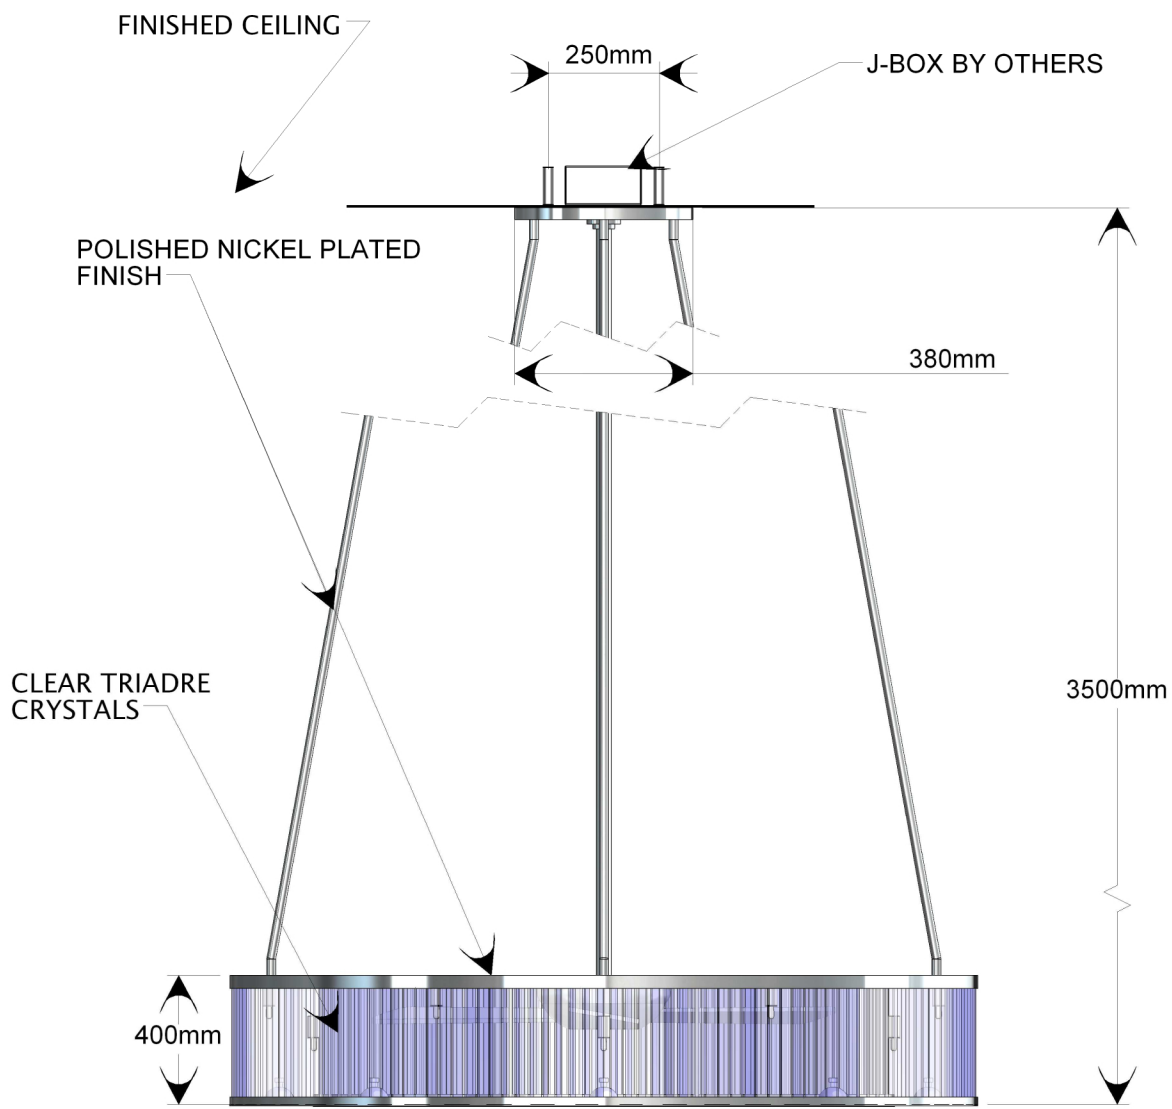 FINISHED CEILING
250mm
J-BOX BY OTHERS
POLISHED NICKEL PLATED
FINISH
380mm
CLEAR TRIADRE
CRYSTALS
3500mm
400mm